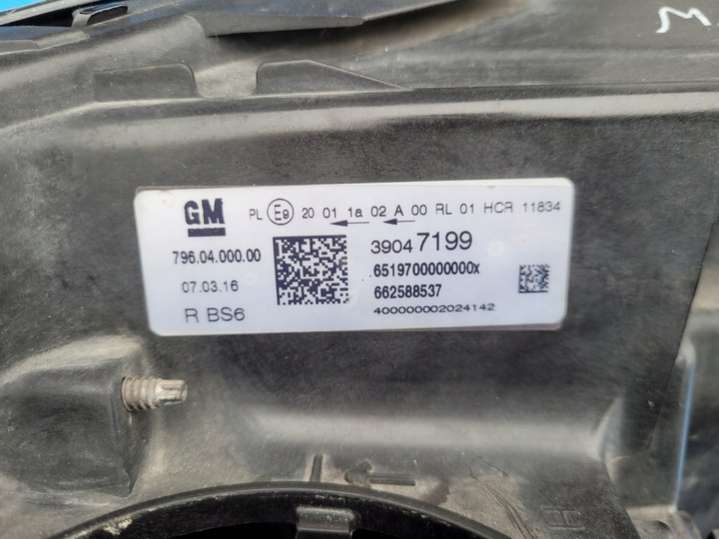 M
GM
PL E9 20 01 1a 02 A 00 RL 01 HCR 11834
796.04.000.00
39047199
07.03.16
.6519700000000x
662588537
R BS6
400000002024142